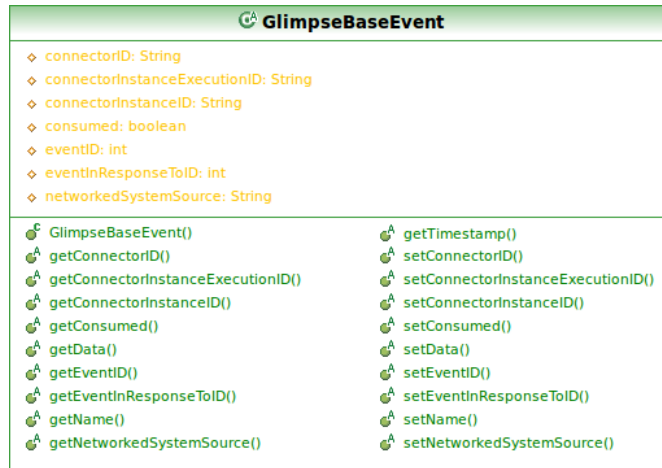 GlimpseBaseEvent
connectorID: String
connectorInstanceExecutionID: String
connectorInstanceID: String
consumed: boolean
eventID: int
eventInResponseToID: int
networkedSystemSource: String
GlimpseBaseEvent()
getConnectorID()
getConnectorInstanceExecutionID()
getConnectorInstanceID()
getConsumed()
getData()
getEventID()
getEventInResponseToID()
getName()
getNetworkedSystemSource()
getTimestamp()
setConnectorID()
setConnectorInstanceExecutionID()
setConnectorInstanceID()
setConsumed()
setData()
setEventID()
setEventInResponseToID()
setName()
setNetworkedSystemSource()